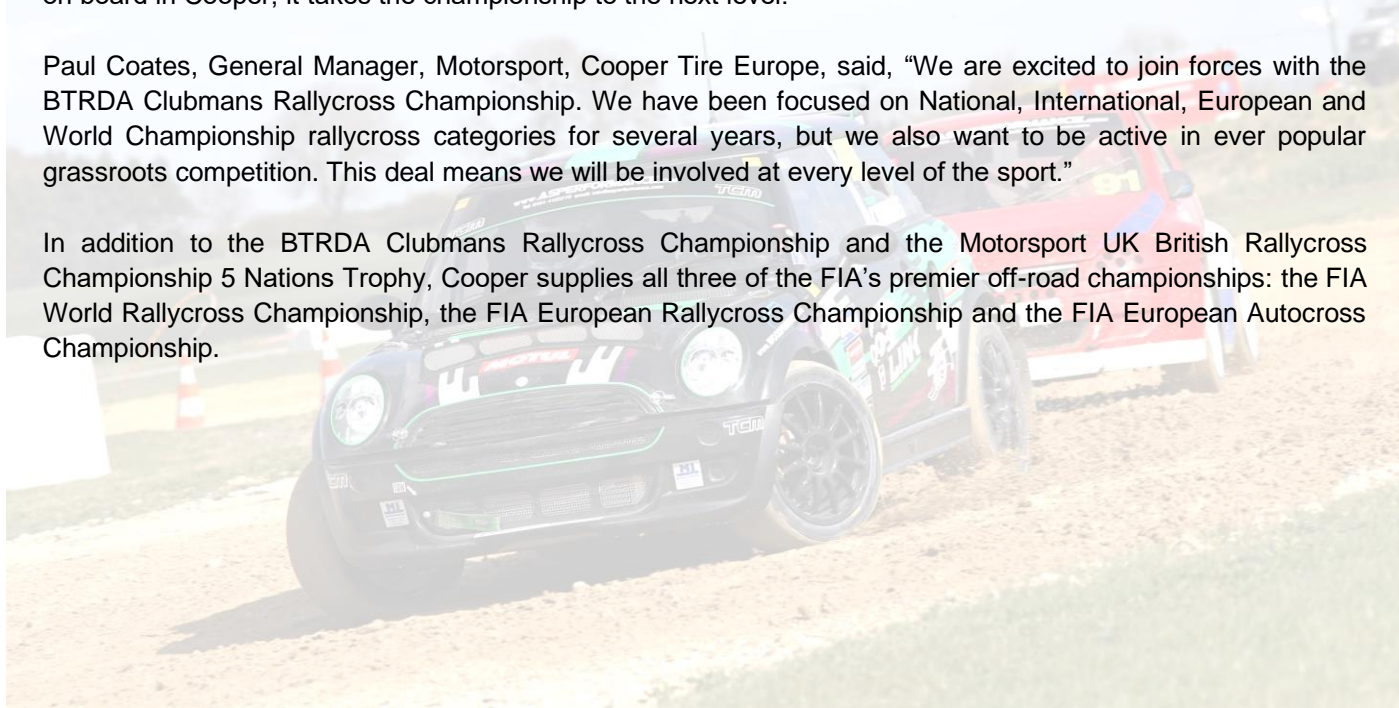 on board in Cooper, it takes the championship to the next level.”
Paul Coates, General Manager, Motorsport, Cooper Tire Europe, said, “We are excited to join forces with the
BTRDA Clubmans Rallycross Championship. We have been focused on National, International, European and
World Championship rallycross categories for several years, but we also want to be active in ever popular
grassroots competition. This deal means we will be involved at every level of the sport.”
In addition to the BTRDA Clubmans Rallycross Championship and the Motorsport UK British Rallycross
Championship 5 Nations Trophy, Cooper supplies all three of the FIA’s premier off-road championships: the FIA
World Rallycross Championship, the FIA European Rallycross Championship and the FIA European Autocross
Championship.
TCM
91
MOTUL
LINK
TCM
TCM